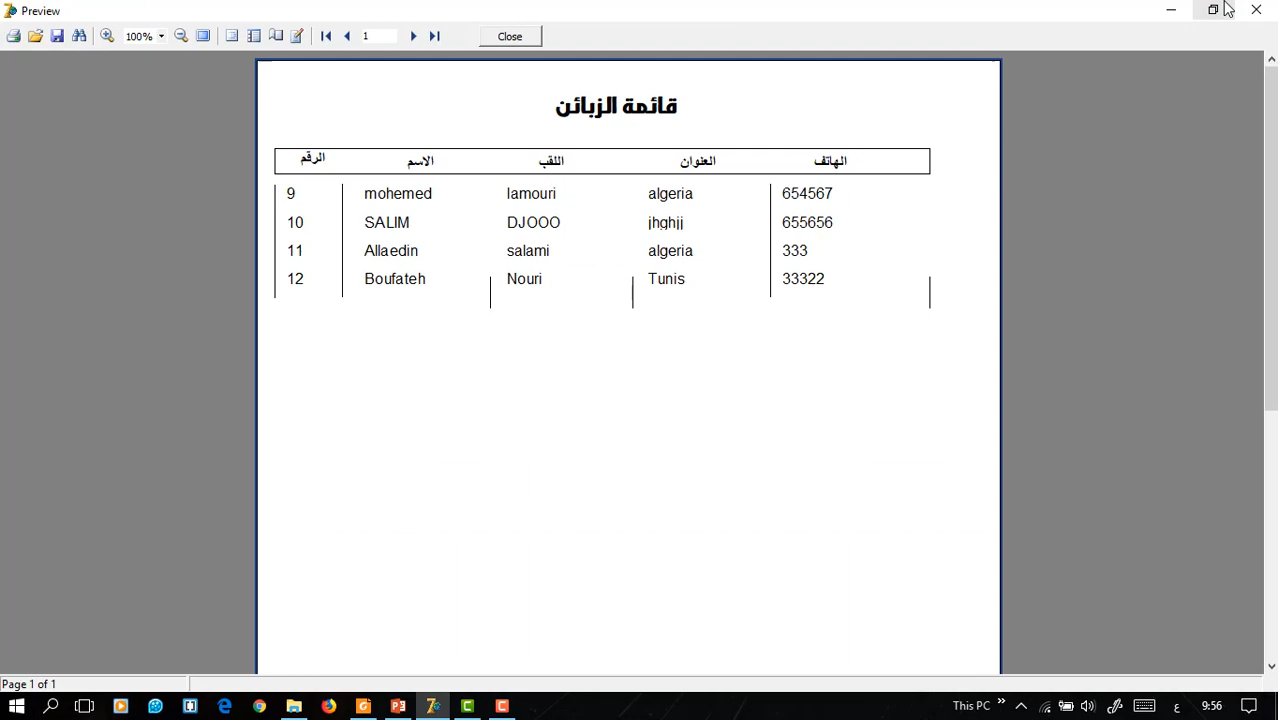 Preview
100% 1 Close
قائمة الزبائن
الرقم الاسم اللقب العنوان الهاتف
9 mohemed lamouri algeria 654567
10 SALIM DJOOO jhghjj 655656
11 Allaedin salami algeria 333
12 Boufateh Nouri Tunis 33322
Page 1 of 1
This PC ع 9:56